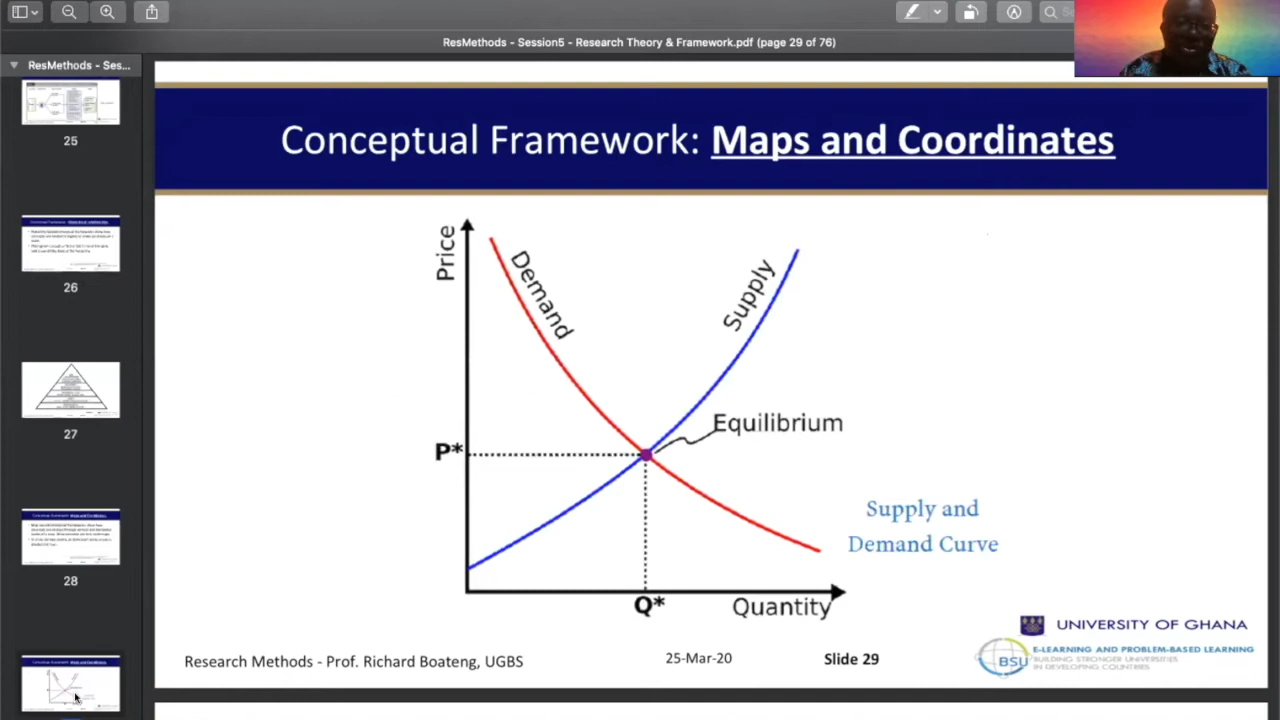 ResMethods - Session5 - Research Theory & Framework.pdf (page 29 of 76)
ResMethods - Ses...
25
26
27
28
Conceptual Framework: Maps and Coordinates
Price
Demand
Supply
Equilibrium
P*
Supply and
Demand Curve
Q*
Quantity
UNIVERSITY OF GHANA
Research Methods - Prof. Richard Boateng, UGBS
25-Mar-20
Slide 29
BSU
E-LEARNING AND PROBLEM-BASED LEARNING
BUILDING STRONGER UNIVERSITIES
IN DEVELOPING COUNTRIES